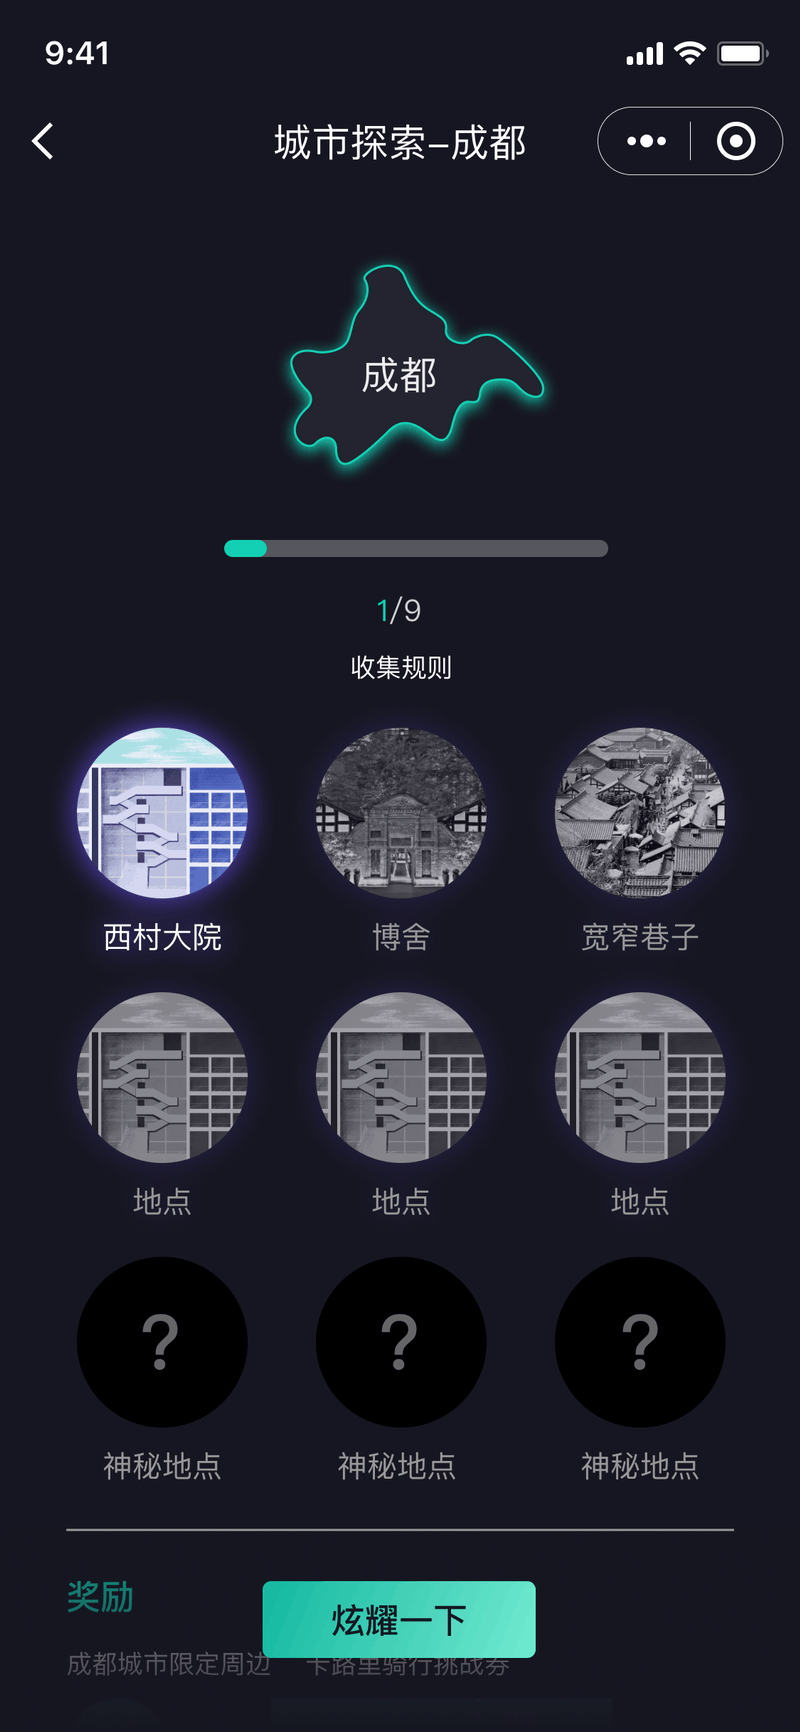 9:41
城市探索–成都
成都
1/9
收集规则
西村大院 博舍 宽窄巷子
地点 地点 地点
? ? ?
神秘地点 神秘地点 神秘地点
奖励
炫耀一下
成都城市限定周边 卡路里骑行挑战券